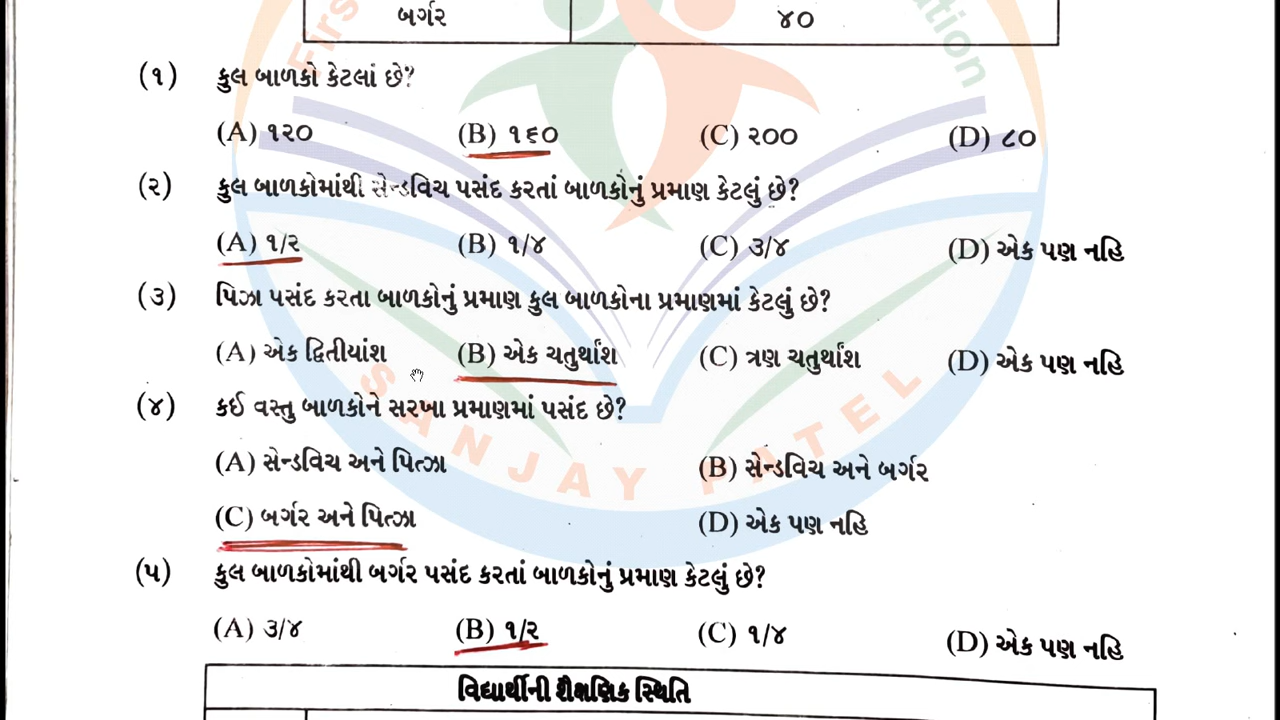 બર્ગર ૪૦
(૧) કુલ બાળકો કેટલાં છે?
(A) ૧૨૦ (B) ૧૬૦ (C) ૨૦૦ (D) ૮૦
(૨) કુલ બાળકોમાંથી સેન્ડવિચ પસંદ કરતાં બાળકોનું પ્રમાણ કેટલું છે?
(A) ૧/૨ (B) ૧/૪ (C) ૩/૪ (D) એક પણ નહિ
(૩) પિઝા પસંદ કરતા બાળકોનું પ્રમાણ કુલ બાળકોના પ્રમાણમાં કેટલું છે?
(A) એક દ્વિતીયાંશ (B) એક ચતુર્થાંશ (C) ત્રણ ચતુર્થાંશ (D) એક પણ નહિ
SANJAY PATEL
(૪) કઈ વસ્તુ બાળકોને સરખા પ્રમાણમાં પસંદ છે?
(A) સેન્ડવિચ અને પિત્ઝા (B) સેન્ડવિચ અને બર્ગર
(C) બર્ગર અને પિત્ઝા (D) એક પણ નહિ
(૫) કુલ બાળકોમાંથી બર્ગર પસંદ કરતાં બાળકોનું પ્રમાણ કેટલું છે?
(A) ૩/૪ (B) ૧/૨ (C) ૧/૪ (D) એક પણ નહિ
વિદ્યાર્થીની શૈક્ષણિક સ્થિતિ